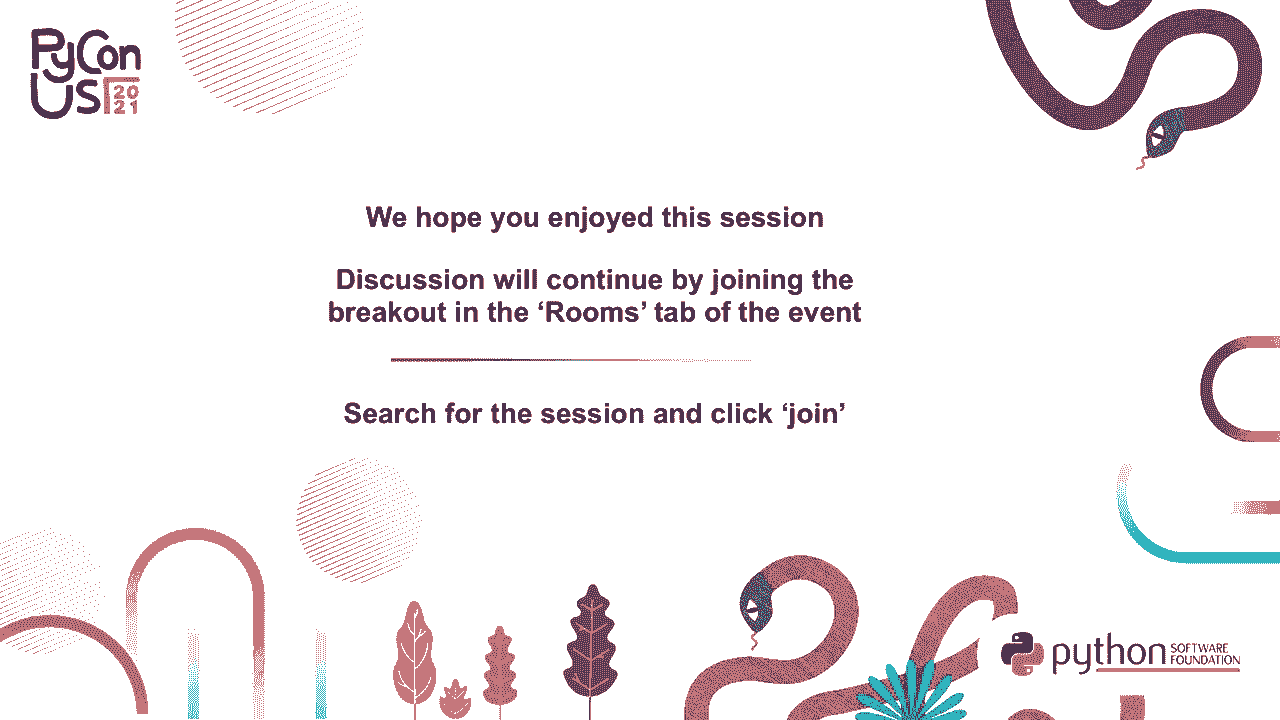 PyCon
US 2021
We hope you enjoyed this session
Discussion will continue by joining the
breakout in the ‘Rooms’ tab of the event
Search for the session and click ‘join’
python SOFTWARE
FOUNDATION